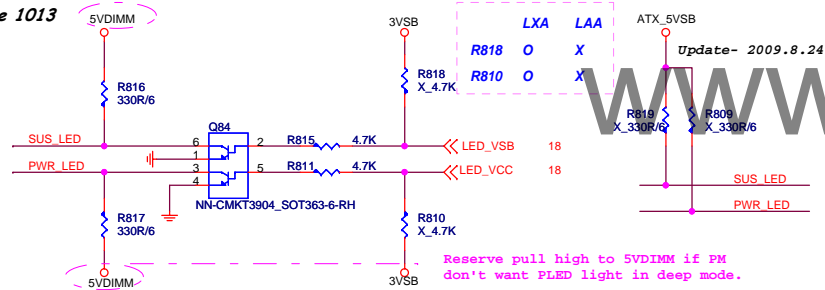 e 1013
5VDIMM
3VSB
LXA LAA
R818 O X
R810 O X
ATX_5VSB
Update- 2009.8.24
WWW
R816
330R/6
R818
X_4.7K
R819
X_330R/6
R809
X_330R/6
Q84
SUS_LED
6
2
R815
4.7K
LED_VSB 18
1
PWR_LED
3
5
R811
4.7K
LED_VCC 18
4
SUS_LED
NN-CMKT3904_SOT363-6-RH
PWR_LED
R817
330R/6
R810
X_4.7K
5VDIMM
3VSB
Reserve pull high to 5VDIMM if PM
don't want PLED light in deep mode.